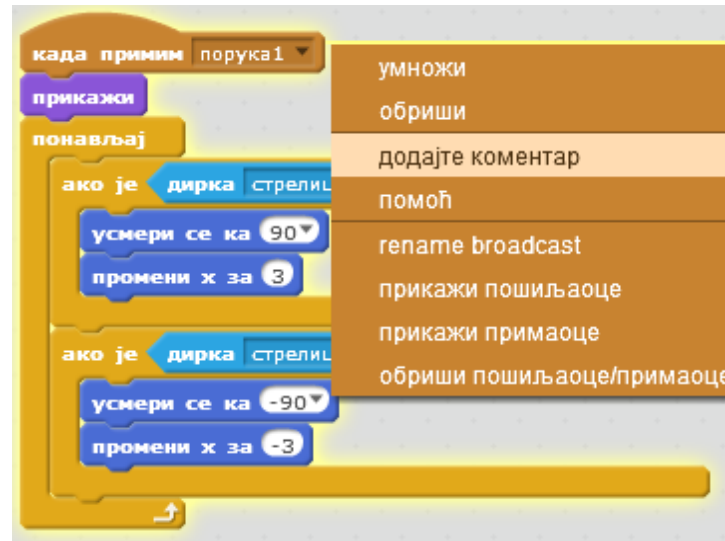 када примим порука1
прикажи
понављај
ако је дирка
усмери се ка 90
промени x за 3
ако је дирка
усмери се ка -90
промени x за -3
умножи
обриши
додајте коментар
помоћ
rename broadcast
прикажи пошиљаоце
прикажи примаоце
обриши пошиљаоце/примаоце